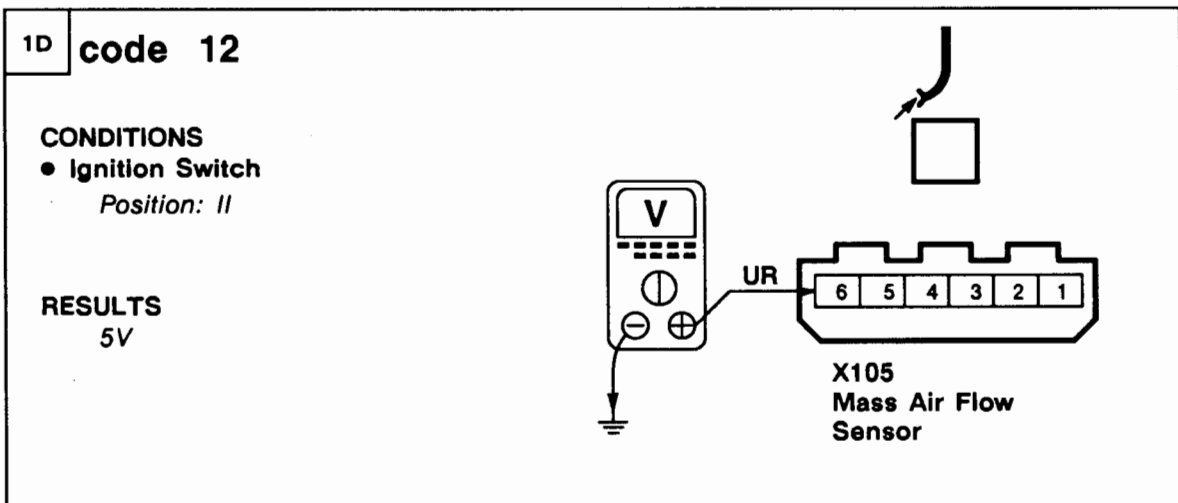 1D code 12
CONDITIONS
● Ignition Switch
Position: II
RESULTS
5V
V
UR
6 5 4 3 2 1
X105
Mass Air Flow
Sensor